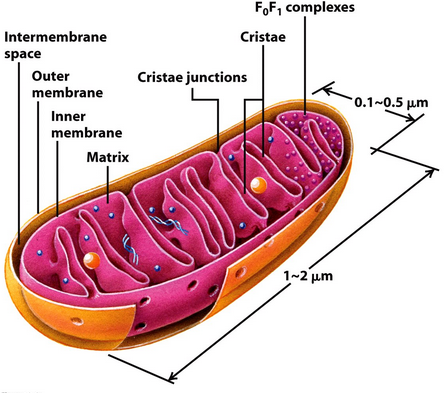 F₀F₁ complexes
Intermembrane
space
Cristae
Outer
membrane
Cristae junctions
Inner
membrane
Matrix
0.1~0.5 μm
1~2 μm